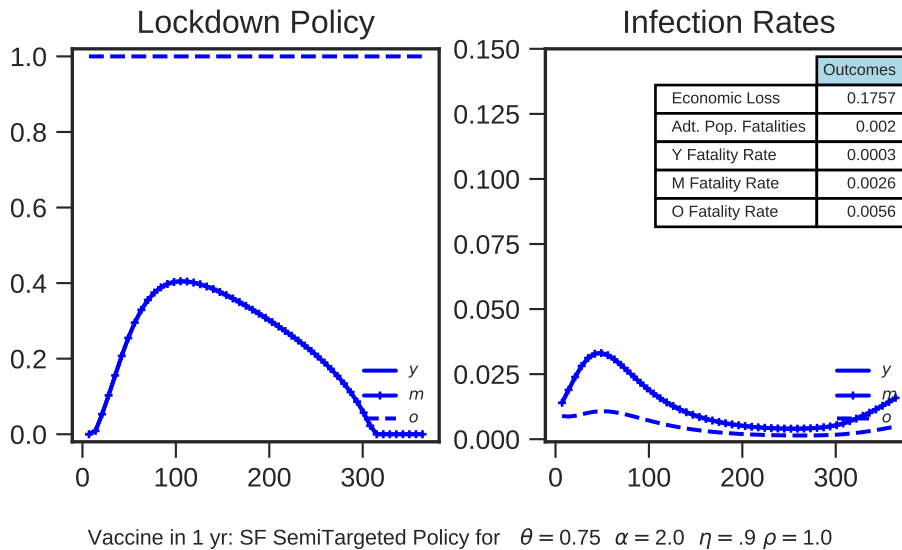 Lockdown Policy
1.0
0.8
0.6
0.4
0.2
0.0
0
100
200
300
y
m
o
Infection Rates
0.150
0.125
0.100
0.075
0.050
0.025
0.000
0
100
200
300
Outcomes
Economic Loss 0.1757
Adt. Pop. Fatalities 0.002
Y Fatality Rate 0.0003
M Fatality Rate 0.0026
O Fatality Rate 0.0056
y
m
o
Vaccine in 1 yr: SF SemiTargeted Policy for θ = 0.75 α = 2.0 η = .9 ρ = 1.0